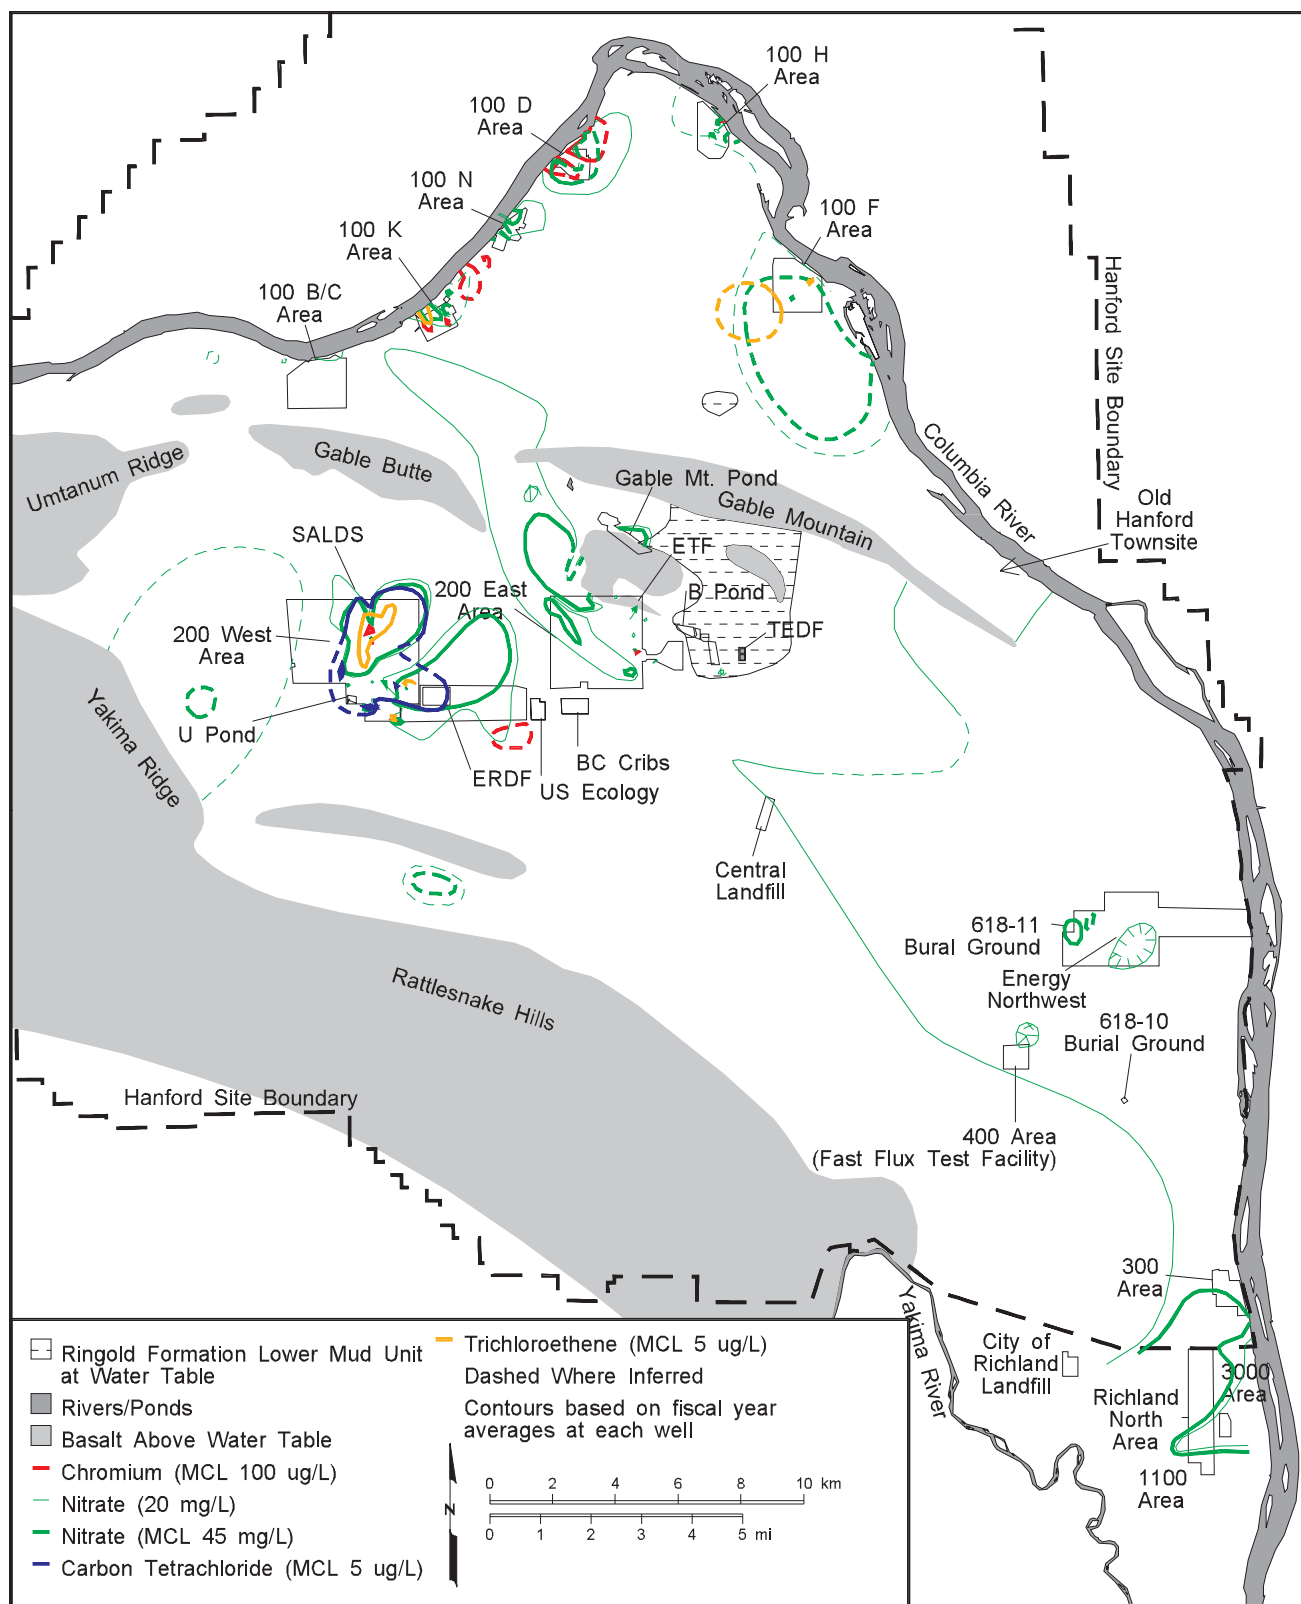 100 H
Area
100 D
Area
100 N
Area
100 F
Area
100 K
Area
100 B/C
Area
Hanford Site Boundary
Columbia River
Umtanum Ridge
Gable Butte
Gable Mt. Pond
Gable Mountain
Old
Hanford
Townsite
SALDS
ETF
200 East
Area
B Pond
TEDF
200 West
Area
U Pond
Yakima Ridge
ERDF
BC Cribs
US Ecology
Central
Landfill
618-11
Bural Ground
Energy
Northwest
Rattlesnake Hills
618-10
Burial Ground
Hanford Site Boundary
400 Area
(Fast Flux Test Facility)
300
Area
Yakima River
City of
Richland
Landfill
3000
Area
Richland
North
Area
1100
Area
Ringold Formation Lower Mud Unit
at Water Table
Rivers/Ponds
Basalt Above Water Table
Chromium (MCL 100 ug/L)
Nitrate (20 mg/L)
Nitrate (MCL 45 mg/L)
Carbon Tetrachloride (MCL 5 ug/L)
Trichloroethene (MCL 5 ug/L)
Dashed Where Inferred
Contours based on fiscal year
averages at each well
N
0 2 4 6 8 10 km
0 1 2 3 4 5 mi